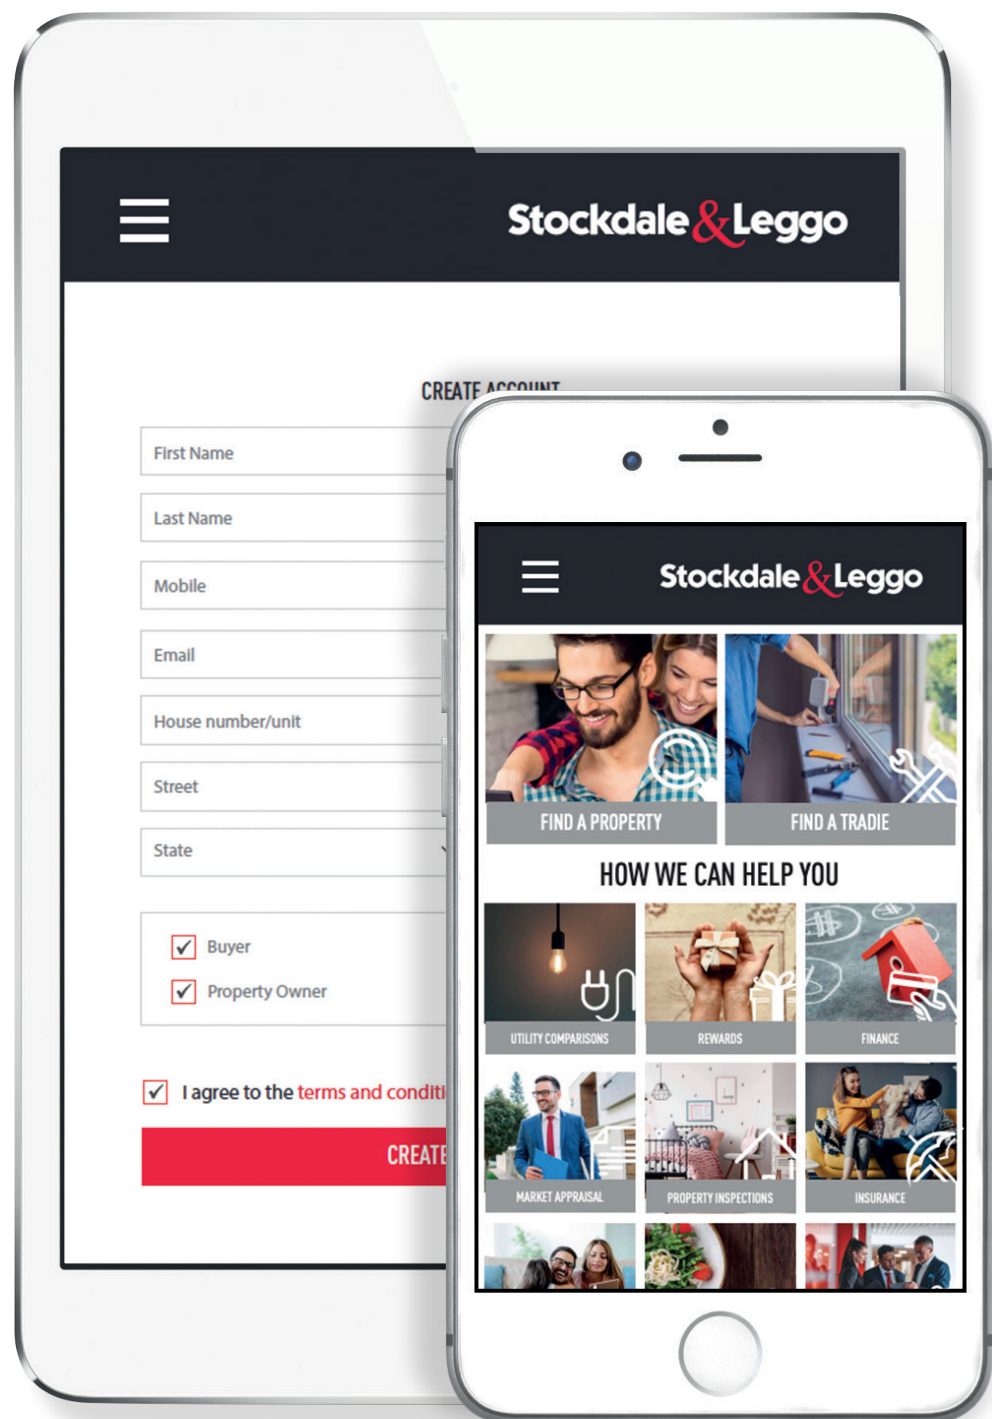 Stockdale & Leggo
CREATE ACCOUNT
First Name
Last Name
Mobile
Email
House number/unit
Street
State
Buyer
Property Owner
I agree to the terms and conditi
CREATE
Stockdale & Leggo
FIND A PROPERTY
FIND A TRADIE
HOW WE CAN HELP YOU
UTILITY COMPARISONS
REWARDS
FINANCE
MARKET APPRAISAL
PROPERTY INSPECTIONS
INSURANCE